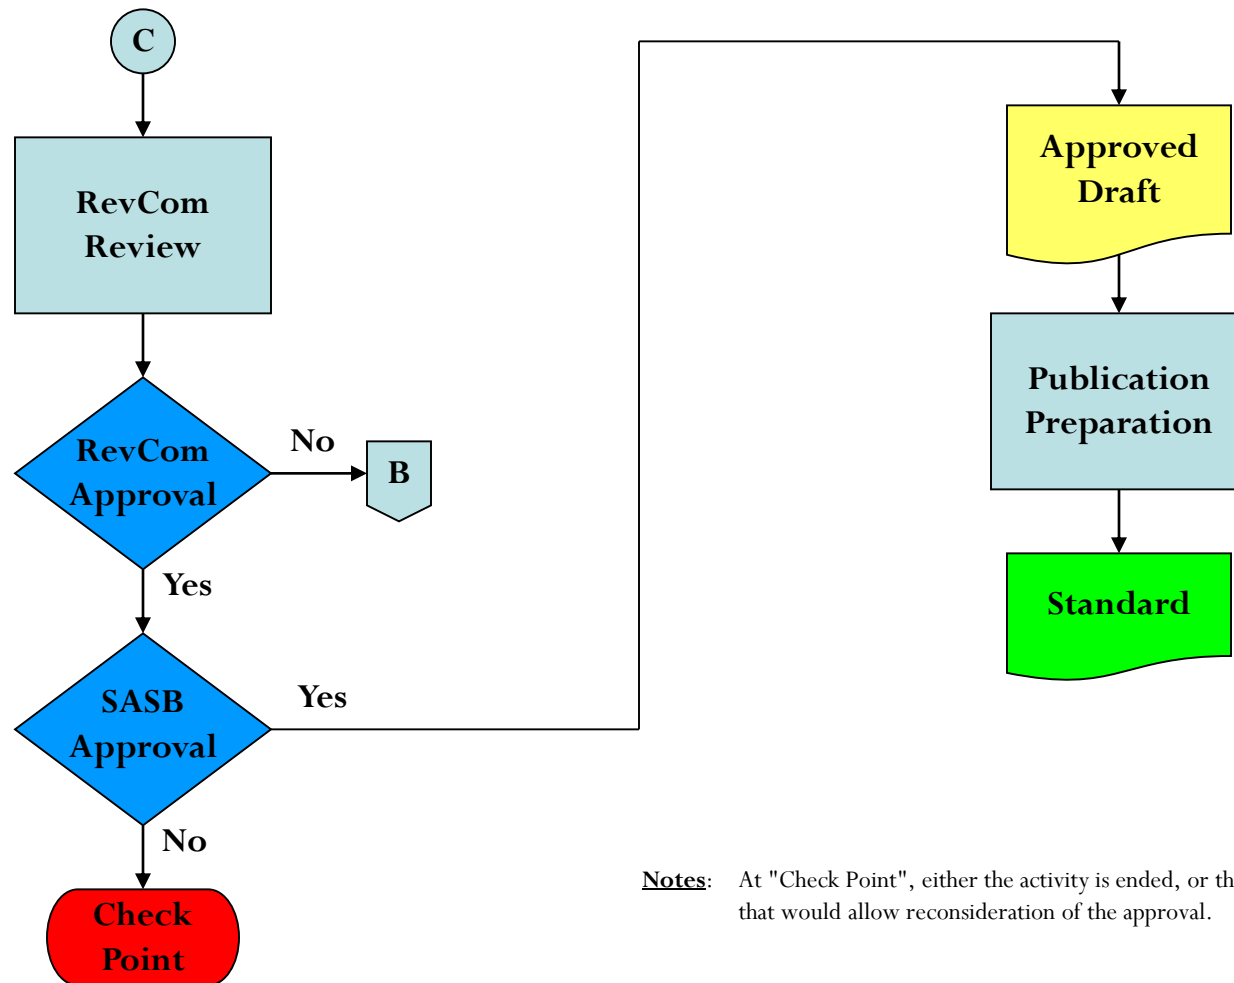 C
RevCom
Review
RevCom
Approval
No
B
Yes
SASB
Approval
Yes
No
Check
Point
Approved
Draft
Publication
Preparation
Standard
Notes: At "Check Point", either the activity is ended, or
that would allow reconsideration of the approval.